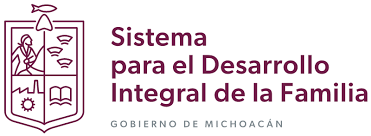 Sistema
para el Desarrollo
Integral de la Familia
GOBIERNO DE MICHOACÁN